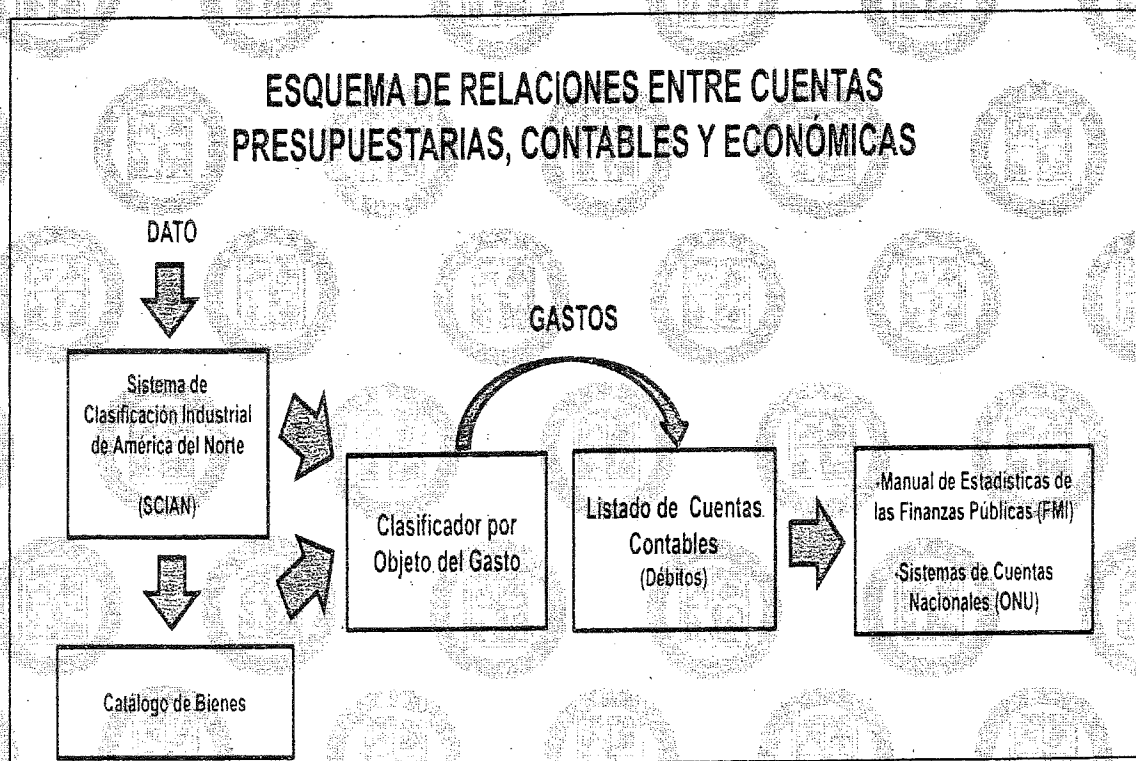 ESQUEMA DE RELACIONES ENTRE CUENTAS
PRESUPUESTARIAS, CONTABLES Y ECONÓMICAS
DATO
GASTOS
Sistema de
Clasificación Industrial
de América del Norte
(SCIAN)
Clasificador por
Objeto del Gasto
Listado de Cuentas
Contables
(Débitos)
-Manual de Estadísticas de
las Finanzas Públicas (FMI)
-Sistemas de Cuentas
Nacionales (ONU)
Catálogo de Bienes